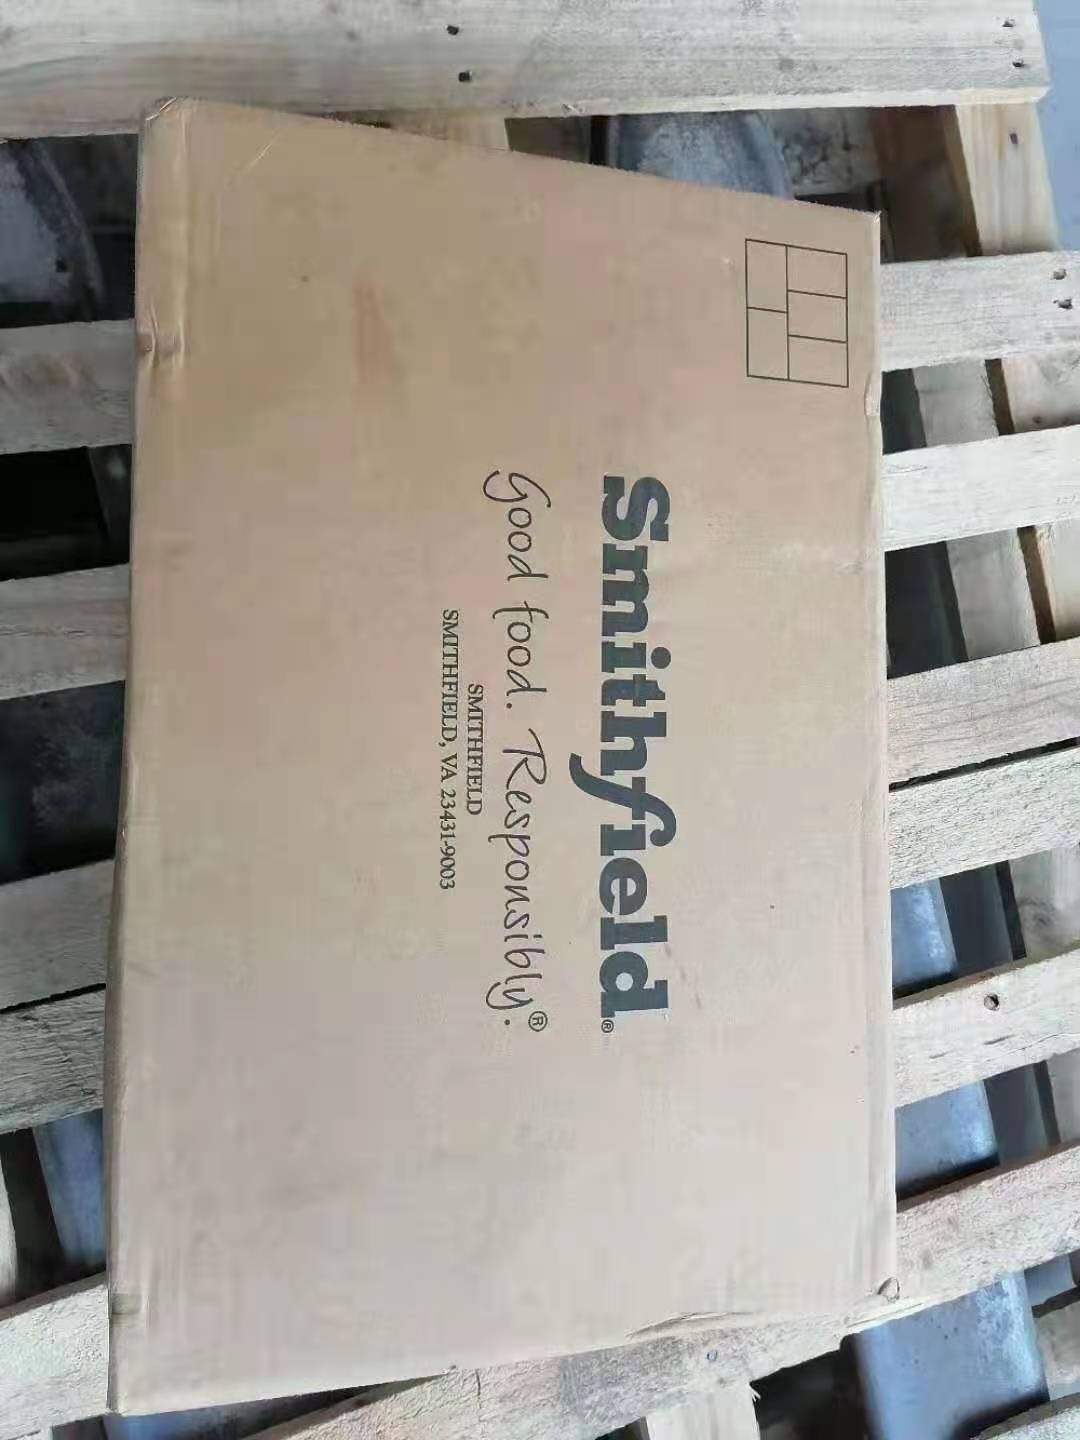 Smithfield®
Good food. Responsibly.®
SMITHFIELD
SMITHFIELD, VA 23431-9003